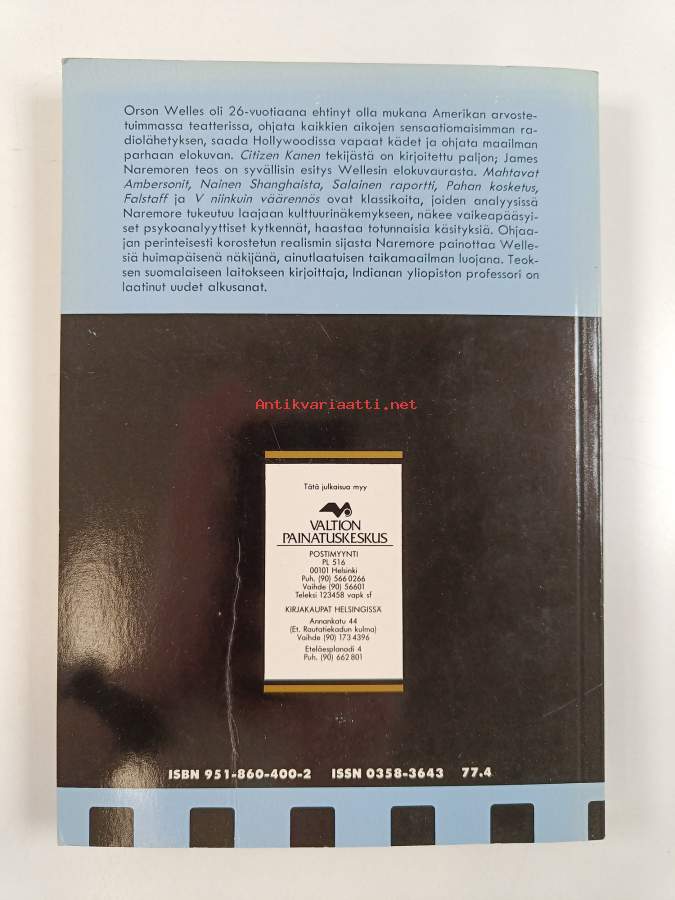 Orson Welles oli 26-vuotiaana ehtinyt olla mukana Amerikan arvoste-
tuimmassa teatterissa, ohjata kaikkien aikojen sensaatiomaisimman ra-
diolähetyksen, saada Hollywoodissa vapaat kädet ja ohjata maailman
parhaan elokuvan. Citizen Kanen tekijästä on kirjoitettu paljon; James
Naremoren teos on syvällisin esitys Wellesin elokuvaurasta. Mahtavat
Ambersonit, Nainen Shanghaista, Salainen raportti, Pahan kosketus,
Falstaff ja V niinkuin väärennös ovat klassikoita, joiden analyysissä
Naremore tukeutuu laajaan kulttuurinäkemykseen, näkee vaikeapääsyi-
set psykoanalyyttiset kytkennät, haastaa totunnaisia käsityksiä. Ohjaa-
jan perinteisesti korostetun realismin sijasta Naremore painottaa Welle-
siä huimapäisenä näkijänä, ainutlaatuisen taikamaailman luojana. Teok-
sen suomalaiseen laitokseen kirjoittaja, Indianan yliopiston professori on
laatinut uudet alkusanat.
Antikvariaatti.net
Tätä julkaisua myy
VALTION
PAINATUSKESKUS
POSTIMYYNTI
PL 516
00101 Helsinki
Puh. (90) 566 0266
Vaihde (90) 56601
Teleksi 123458 vapk sf
KIRJAKAUPAT HELSINGISSÄ
Annankatu 44
(Et. Rautatiekadun kulma)
Vaihde (90) 173 4396
Eteläesplanadi 4
Puh. (90) 662 801
ISBN 951-860-400-2 ISSN 0358-3643 77.4